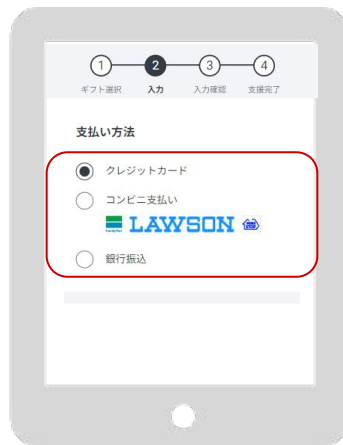 1 2 3 4
ギフト選択 入力 入力確認 支援完了
支払い方法
クレジットカード
コンビニ支払い
FamilyMart LAWSON
銀行振込